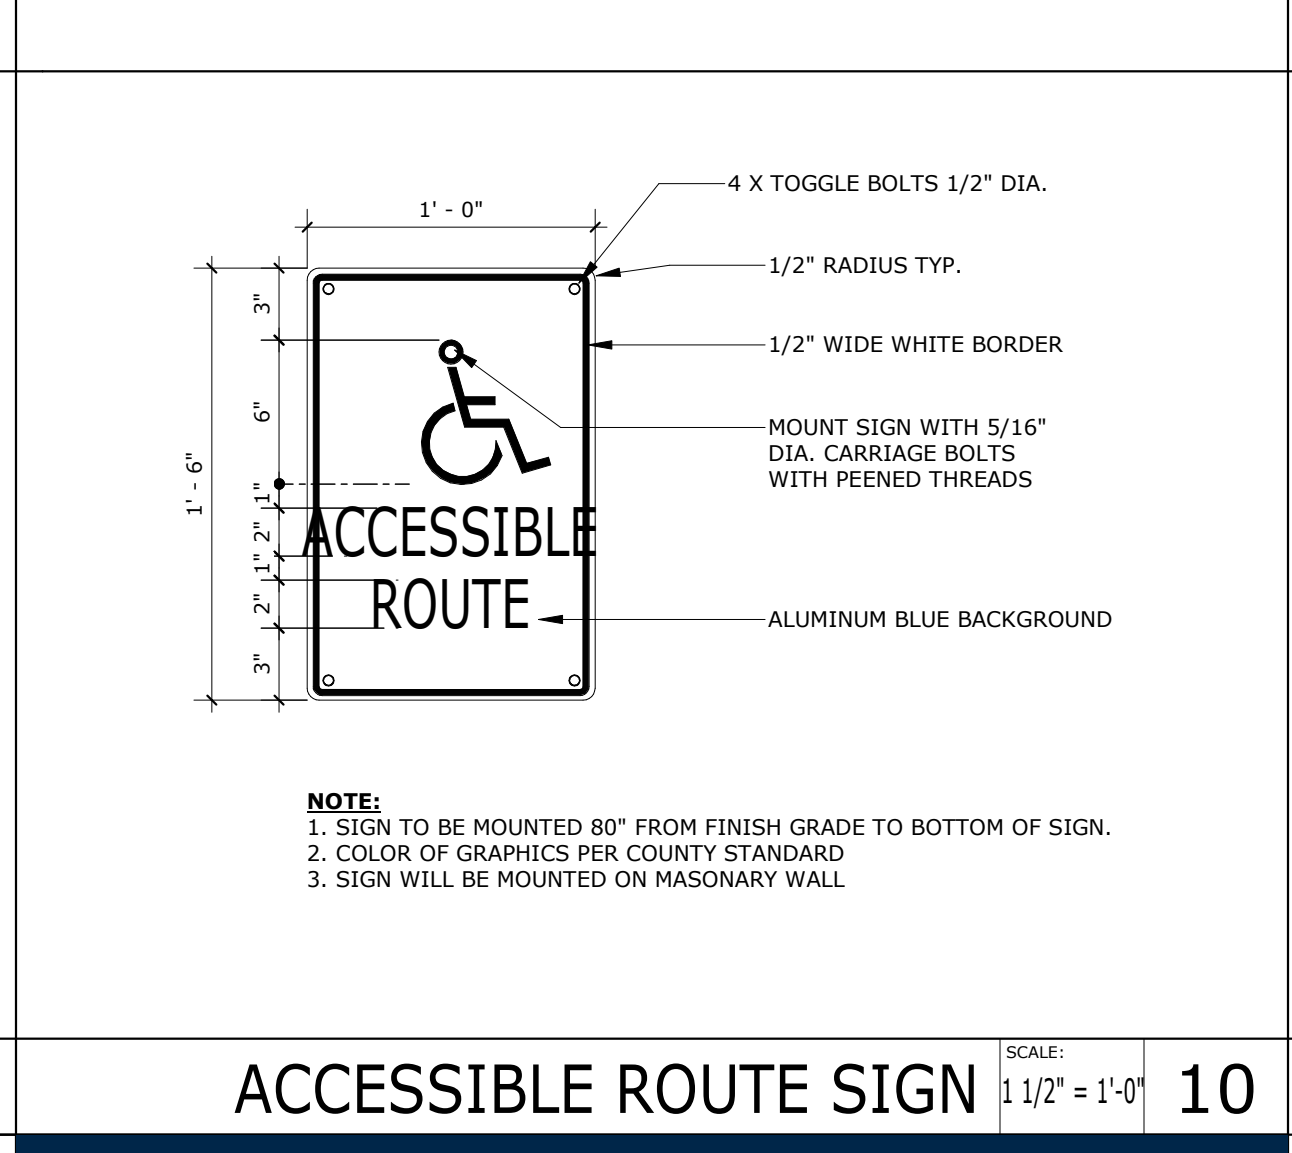 4 X TOGGLE BOLTS 1/2" DIA.
1' - 0"
1/2" RADIUS TYP.
3"
1/2" WIDE WHITE BORDER
6"
MOUNT SIGN WITH 5/16"
DIA. CARRIAGE BOLTS
WITH PEENED THREADS
1' - 6"
1"
2"
ACCESSIBLE
1"
2"
ROUTE
ALUMINUM BLUE BACKGROUND
3"
NOTE:
1. SIGN TO BE MOUNTED 80" FROM FINISH GRADE TO BOTTOM OF SIGN.
2. COLOR OF GRAPHICS PER COUNTY STANDARD
3. SIGN WILL BE MOUNTED ON MASONARY WALL
ACCESSIBLE ROUTE SIGN
SCALE:
1 1/2" = 1'-0"
10